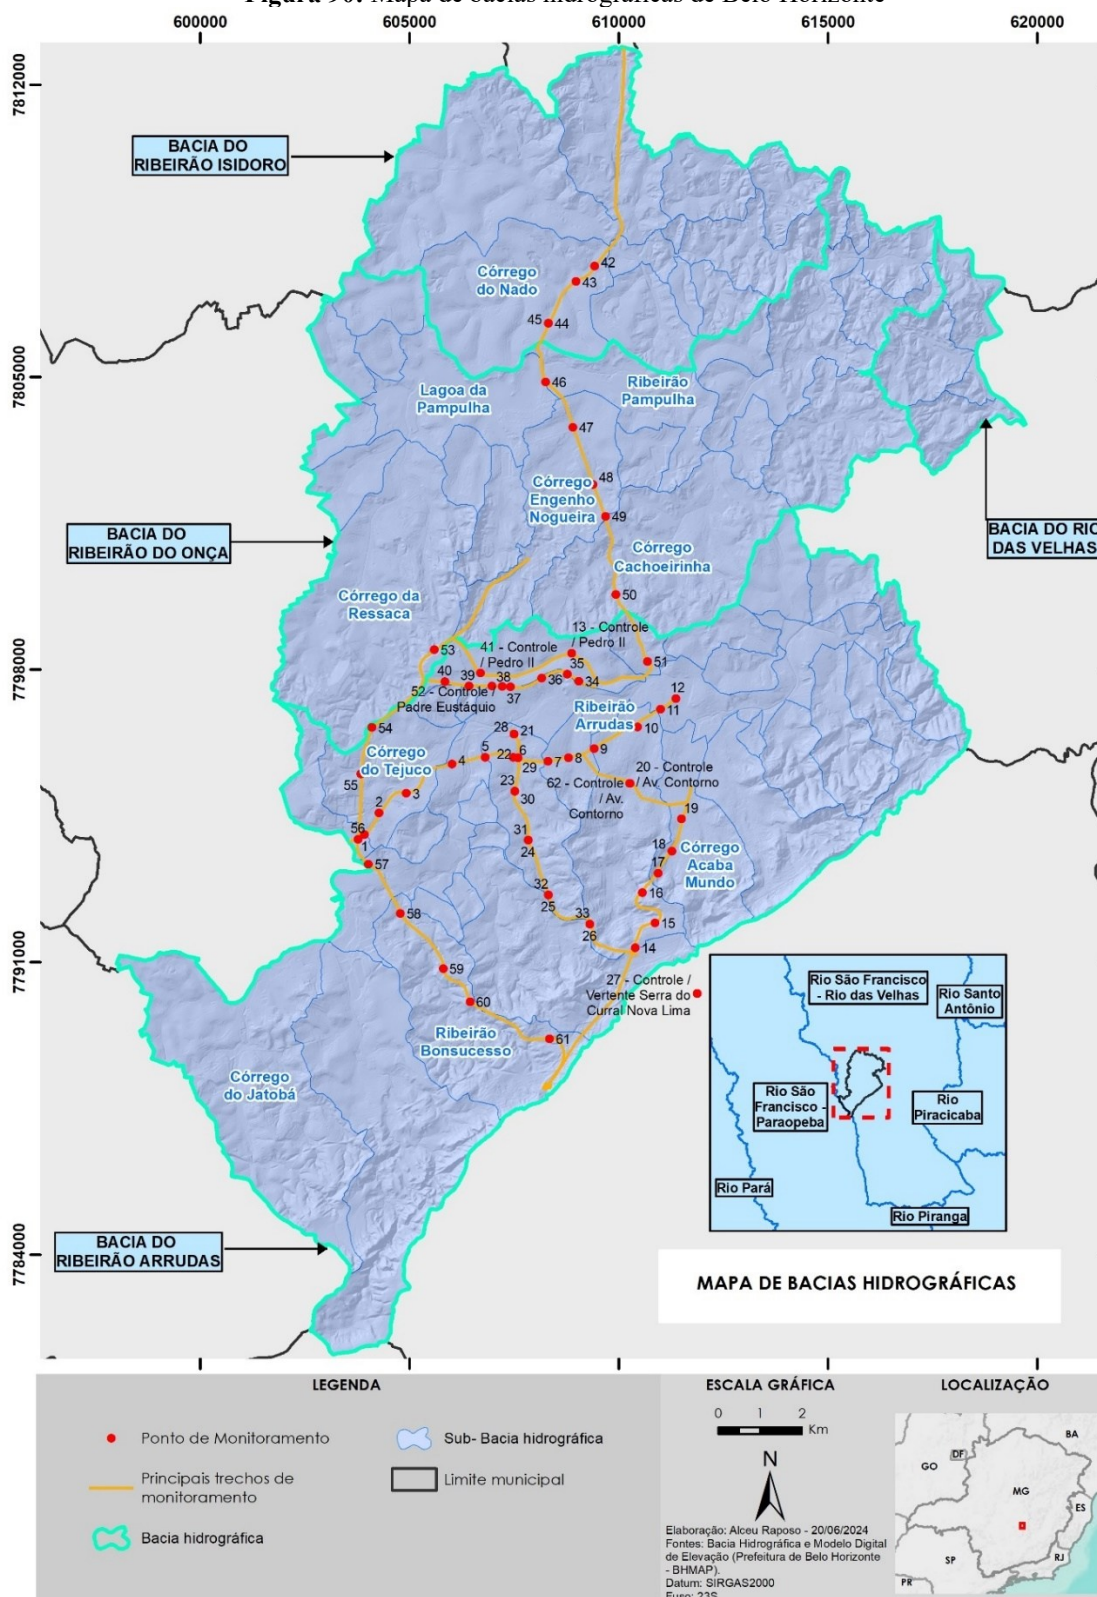 Figura 90: Mapa de bacias hidrográficas de Belo Horizonte
600000
605000
610000
615000
620000
7812000
7805000
7798000
7791000
7784000
BACIA DO
RIBEIRÃO ISIDORO
BACIA DO
RIBEIRÃO DO ONÇA
BACIA DO RIO
DAS VELHAS
BACIA DO
RIBEIRÃO ARRUDAS
Córrego
do Nado
42
43
45
44
Lagoa da
Pampulha
Ribeirão
Pampulha
46
47
48
Córrego
Engenho
Nogueira
49
Córrego
Cachoeirinha
Córrego da
Ressaca
50
13 - Controle
/ Pedro II
41 - Controle
/ Pedro II
53
51
35
40
39
38
36
34
37
52 - Controle /
Padre Eustáquio
12
11
Ribeirão
Arrudas
10
54
28
21
Córrego
do Tejuco
4
5
22
6
29
7
8
9
55
20 - Controle
/ Av. Contorno
62 - Controle
/ Av.
Contorno
23
30
2
3
19
56
1
31
24
18
Córrego
Acaba
Mundo
17
57
16
32
25
58
33
26
15
14
59
27 - Controle /
Vertente Serra do
Curral Nova Lima
60
Ribeirão
Bonsucesso
61
Córrego
do Jatobá
Rio São Francisco
- Rio das Velhas
Rio Santo
Antônio
Rio São
Francisco -
Paraopeba
Rio
Piracicaba
Rio Pará
Rio Piranga
MAPA DE BACIAS HIDROGRÁFICAS
LEGENDA
Ponto de Monitoramento
Principais trechos de
monitoramento
Bacia hidrográfica
Sub- Bacia hidrográfica
Limite municipal
ESCALA GRÁFICA
0 1 2
Km
N
Elaboração: Alceu Raposo - 20/06/2024
Fontes: Bacia Hidrográfica e Modelo Digital
de Elevação (Prefeitura de Belo Horizonte
- BHMAP).
Datum: SIRGAS2000
Fuso: 23S
LOCALIZAÇÃO
BA
DF
GO
MG
ES
SP
RJ
PR